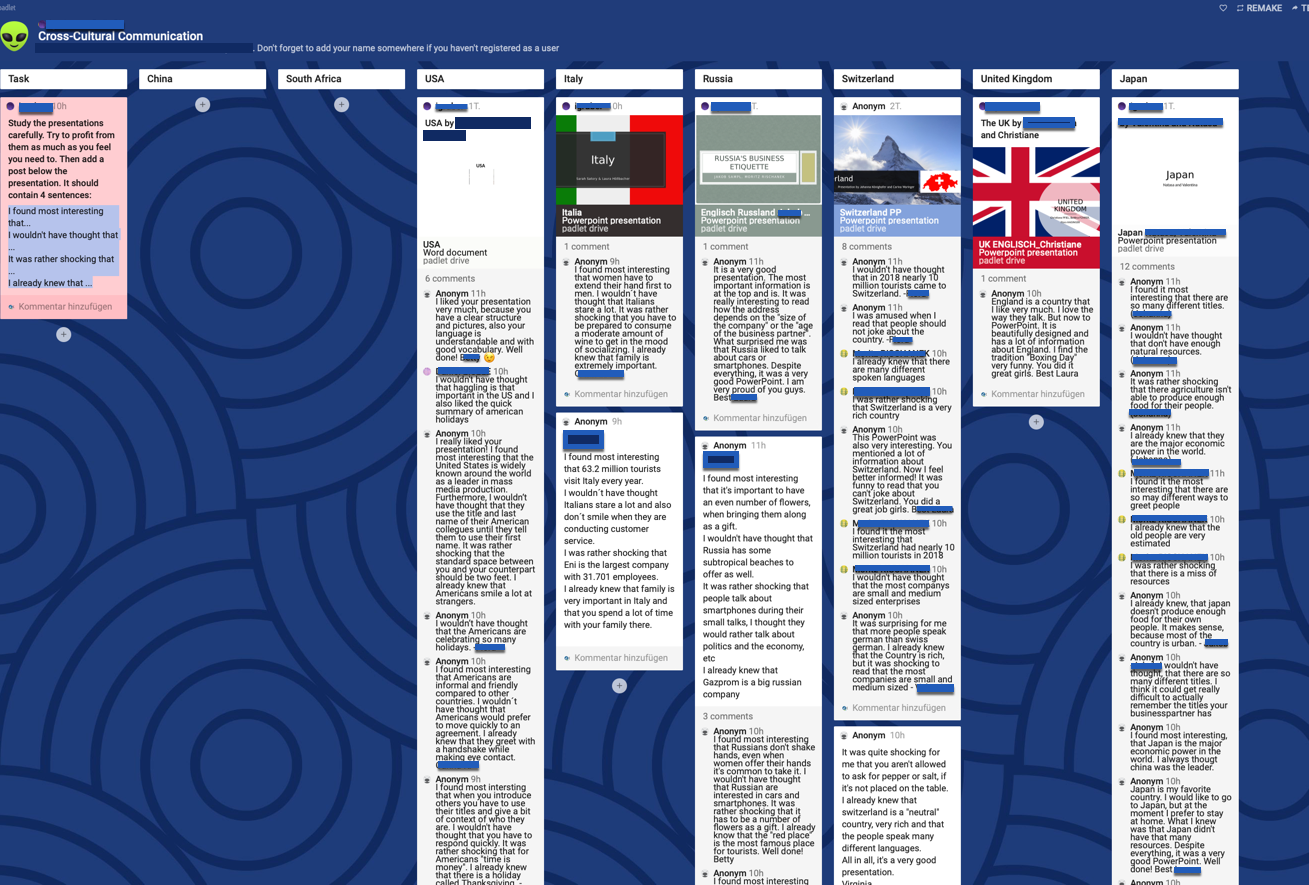 padlet
REMAKE
Cross-Cultural Communication
. Don't forget to add your name somewhere if you haven't registered as a user
Task
10h
Study the presentations
carefully. Try to profit from
them as much as you feel
you need to. Then add a
post below the
presentation. It should
contain 4 sentences:
I found most interesting
that...
I wouldn't have thought that
...
It was rather shocking that
...
I already knew that ...
Kommentar hinzufügen
China
South Africa
USA
1T.
USA by
USA
USA
Word document
padlet drive
6 comments
Anonym 11h
I liked your presentation
very much, because you
have a clear structure
and pictures, also your
language is
understandable and with
good vocabulary. Well
done!
10h
I wouldn't have thought
that haggling is that
important in the US and I
also liked the quick
summary of american
holidays
Anonym 10h
I really liked your
presentation! I found
most interesting that the
United States is widely
known around the world
as a leader in mass
media production.
Furthermore, I wouldn't
have thought that they
use the title and last
name of their American
collegues until they tell
them to use their first
name. It was rather
shocking that the
standard space between
you and your counterpart
should be two feet. I
already knew that
Americans smile a lot at
strangers.
Anonym 10h
I wouldn't have thought
that the Americans are
celebrating so many
holidays. -
Anonym 10h
I found most interesting
that Americans are
informal and friendly
compared to other
countries. I wouldn´t
have thought that
Americans would prefer
to move quickly to an
agreement. I already
knew that they greet with
a handshake while
making eye contact.
Anonym 9h
I found most intersting
that when you introduce
others you have to use
their titles and give a bit
of context of who they
are. I wouldn't have
thought that you have to
respond quickly. It was
rather shocking that for
Americans "time is
money". I already knew
that there is a holiday
called Thanksgiving. -
Italy
0h
Italy
Italia
Powerpoint presentation
padlet drive
1 comment
Anonym 9h
I found most interesting
that women have to
extend their hand first to
men. I wouldn´t have
thought that Italians
stare a lot. It was rather
shocking that you have to
be prepared to consume
a moderate amount of
wine to get in the mood
of socializing. I already
knew that family is
extremely important.
Kommentar hinzufügen
Anonym 9h
I found most interesting
that 63.2 million tourists
visit Italy every year.
I wouldn´t have thought
Italians stare a lot and also
don´t smile when they are
conducting customer
service.
I was rather shocking that
Eni is the largest company
with 31.701 employees.
I already knew that family is
very important in Italy and
that you spend a lot of time
with your family there.
Kommentar hinzufügen
Russia
T.
RUSSIA'S BUSINESS
ETIQUETTE
Englisch Russland ...
Powerpoint presentation
padlet drive
1 comment
Anonym 11h
It is a very good
presentation. The most
important information is
at the top and is. It was
really interesting to read
how the address
depends on the "size of
the company" or the "age
of the business partner".
What surprised me was
that Russia liked to talk
about cars or
smartphones. Despite
everything, it was a very
good PowerPoint. I am
very proud of you guys.
Best
Kommentar hinzufügen
Anonym 11h
I found most interesting
that it's important to have
an even number of flowers,
when bringing them along
as a gift.
I wouldn't have thought that
Russia has some
subtropical beaches to
offer as well.
It was rather shocking that
people talk about
smartphones during their
small talks, I thought they
would rather talk about
politics and the economy,
etc
I already knew that
Gazprom is a big russian
company
3 comments
Anonym 10h
I found most interesting
that Russians don't shake
hands, even when
women offer their hands
it's common to take it. I
wouldn't have thought
that Russian are
interested in cars and
smartphones. It was
rather shocking that it
has to be a number of
flowers as a gift. I already
know that the "red place"
is the most famous place
for tourists. Well done!
Betty
Anonym 10h
I found most interesting
Switzerland
Anonym 2T.
rland
Switzerland PP
Powerpoint presentation
padlet drive
8 comments
Anonym 11h
I wouldn't have thought
that in 2018 nearly 10
million tourists came to
Switzerland. -
Anonym 11h
I was amused when I
read that people should
not joke about the
country. -
10h
I already knew that there
are many different
spoken languages
10h
I was rather shocking
that Switzerland is a very
rich country
Anonym 10h
This PowerPoint was
also very interesting. You
mentioned a lot of
information about
Switzerland. Now I feel
better informed! It was
funny to read that you
can't joke about
Switzerland. You did a
great job girls.
10h
I found it the most
interesting that
Switzerland had nearly 10
million tourists in 2018
10h
I wouldn't have thought
that the most companys
are small and medium
sized enterprises
Anonym 10h
It was surprising for me
that more people speak
german than swiss
german. I already knew
that the Country is rich,
but it was shocking to
read that the most
companies are small and
medium sized -
Kommentar hinzufügen
Anonym 10h
It was quite shocking for
me that you aren't allowed
to ask for pepper or salt, if
it's not placed on the table.
I already knew that
switzerland is a "neutral"
country, very rich and that
the people speak many
different languages.
All in all, it's a very good
presentation.
Virginia
United Kingdom
The UK by
and Christiane
UNITED
KINGDOM
UK ENGLISCH_Christiane
Powerpoint presentation
padlet drive
1 comment
Anonym 10h
England is a country that
I like very much. I love the
way they talk. But now to
PowerPoint. It is
beautifully designed and
has a lot of information
about England. I find the
tradition "Boxing Day"
very funny. You did it
great girls. Best Laura
Kommentar hinzufügen
Japan
1T.
Japan
Natasa and Valentina
Japan
Powerpoint presentation
padlet drive
12 comments
Anonym 11h
I found it most
interesting that there are
so many different titles.
Anonym 11h
I wouldn't have thought
that don't have enough
natural resources.
Anonym 11h
It was rather shocking
that there agriculture isn't
able to produce enough
food for their people.
Anonym 11h
I already knew that they
are the major economic
power in the world.
11h
I found it the most
interesting that there are
so may different ways to
greet people
10h
I already knew that the
old people are very
estimated
10h
I was rather shocking
that there is a miss of
resources
Anonym 10h
I already knew, that japan
doesn't produce enough
food for their own
people. It makes sense,
because most of the
country is urban. -
Anonym 10h
wouldn't have
thought, that there are so
many different titles. I
think it could get really
difficult to actually
remember the titles your
businesspartner has
Anonym 10h
I found most interesting,
that Japan is the major
economic power in the
world. I always thougt
china was the leader.
Anonym 10h
Japan is my favorite
country. I would like to go
to Japan, but at the
moment I prefer to stay
at home. What I knew
was that Japan didn't
have that many
resources. Despite
everything, it was a very
good PowerPoint. Well
done! Best
Anonym 10h